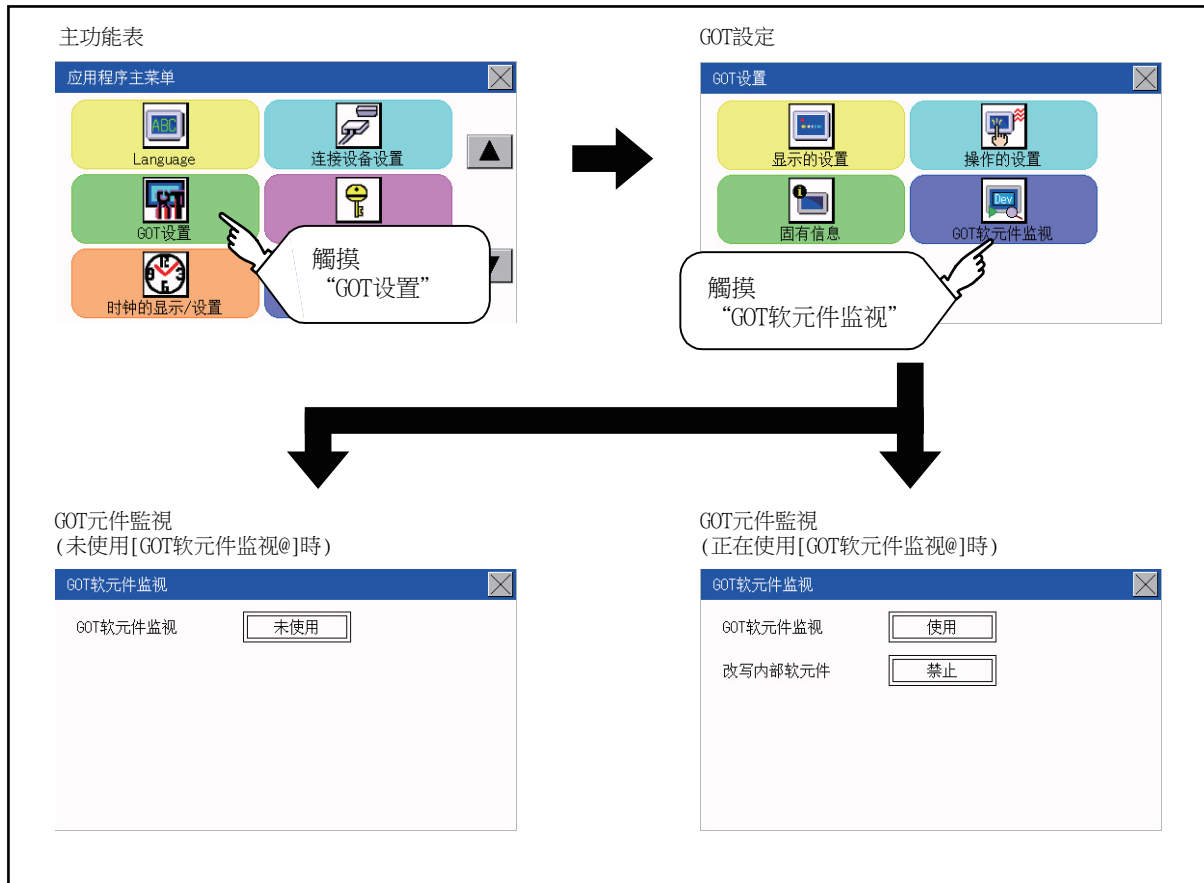 主功能表
GOT設定
应用程序主菜单
Language
连接设备设置
GOT设置
时钟的显示/设置
觸摸
“GOT设置”
GOT设置
显示的设置
操作的设置
固有信息
GOT软元件监视
觸摸
“GOT软元件监视”
GOT元件監視
(未使用[GOT软元件监视@]時)
GOT软元件监视
GOT软元件监视
未使用
GOT元件監視
(正在使用[GOT软元件监视@]時)
GOT软元件监视
GOT软元件监视
使用
改写内部软元件
禁止